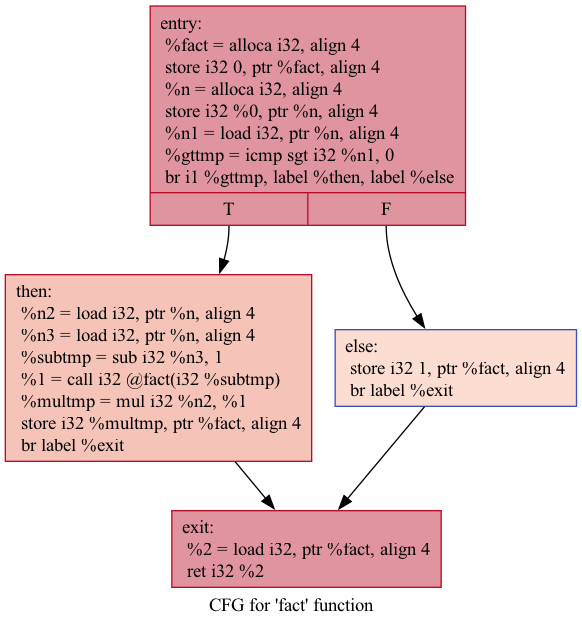 entry:
%fact = alloca i32, align 4
store i32 0, ptr %fact, align 4
%n = alloca i32, align 4
store i32 %0, ptr %n, align 4
%n1 = load i32, ptr %n, align 4
%gttmp = icmp sgt i32 %n1, 0
br i1 %gttmp, label %then, label %else
T
F
then:
%n2 = load i32, ptr %n, align 4
%n3 = load i32, ptr %n, align 4
%subtmp = sub i32 %n3, 1
%1 = call i32 @fact(i32 %subtmp)
%multmp = mul i32 %n2, %1
store i32 %multmp, ptr %fact, align 4
br label %exit
else:
store i32 1, ptr %fact, align 4
br label %exit
exit:
%2 = load i32, ptr %fact, align 4
ret i32 %2
CFG for 'fact' function